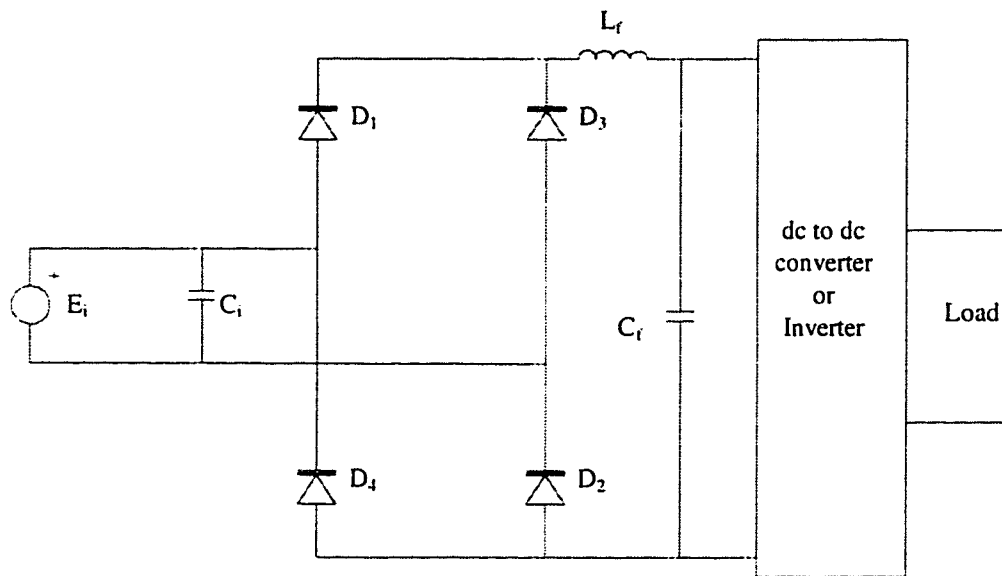 L_f
D_1
D_3
+
E_i
C_i
dc to dc
converter
or
Inverter
Load
C_f
D_4
D_2